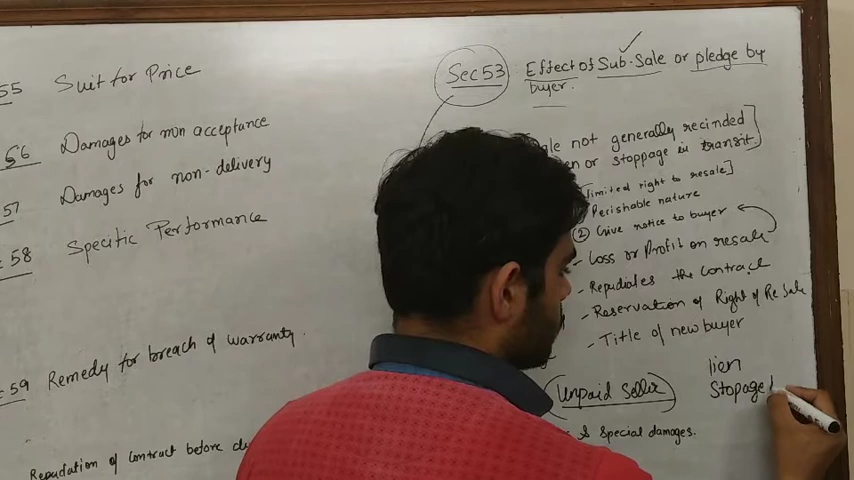 55 Suit for Price
56 Damages for non acceptance
57 Damages for non-delivery
58 Specific Performance
59 Remedy for breach of warranty.
Repudation of contract before
Sec 53 Effect of Sub-Sale or pledge by
buyer.
not generally recinded
or stoppage in transit]
limited right to resale]
Perishable nature
② Give notice to buyer
- Loss or Profit on resale
- Repudiates the contract
- Reservation of Right of Re Sale
- Title of new buyer
Unpaid Seller
& special damages.
lien
Stopage